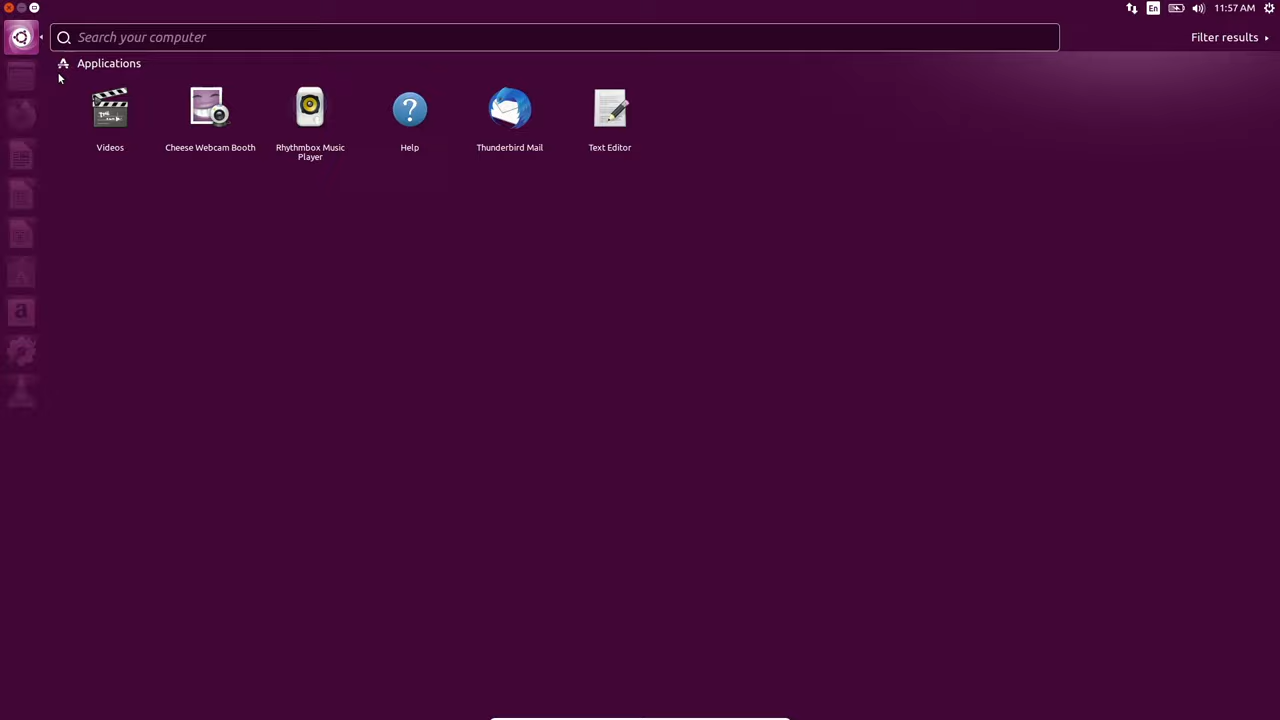 En
11:57 AM
Search your computer
Filter results
Applications
Videos
Cheese Webcam Booth
Rhythmbox Music
Player
Help
Thunderbird Mail
Text Editor